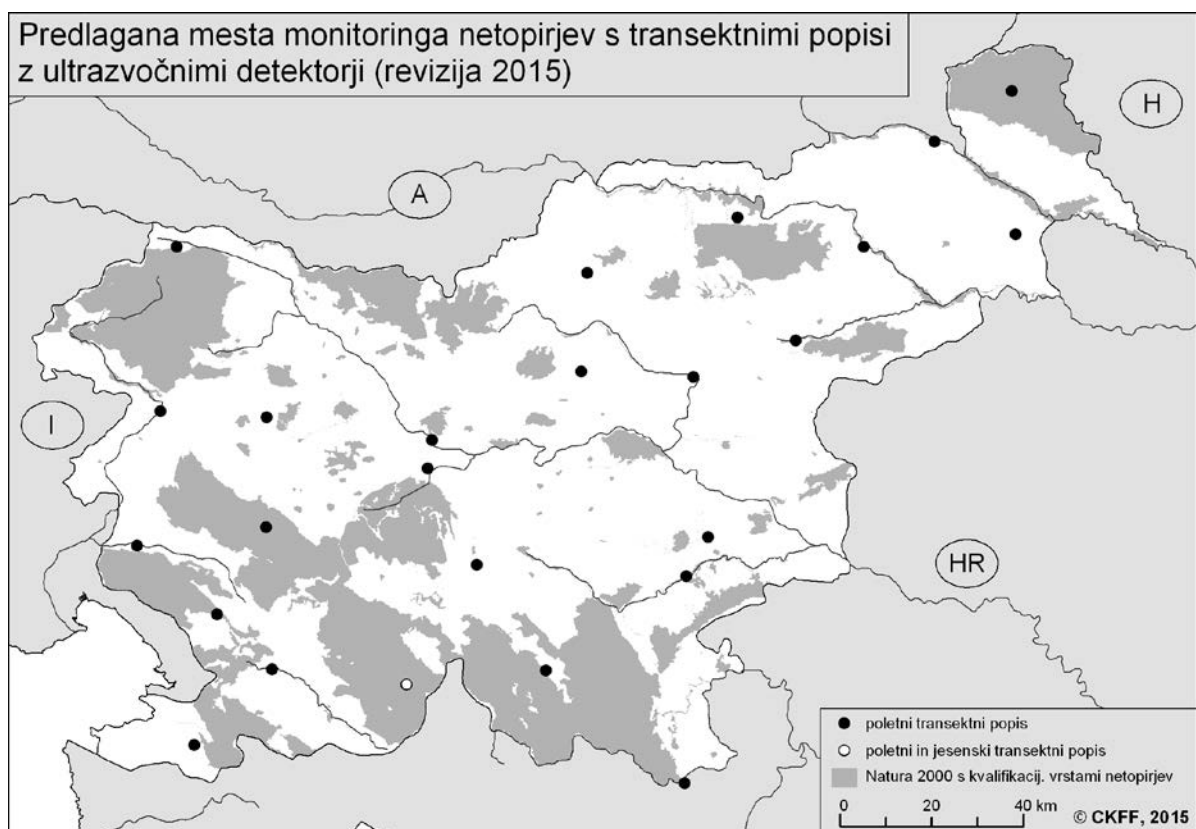 Predlagana mesta monitoringa netopirjev s transektnimi popisi
z ultrazvočnimi detektorji (revizija 2015)
H
A
I
HR
poletni transektni popis
poletni in jesenski transektni popis
Natura 2000 s kvalifikacij. vrstami netopirjev
0 20 40 km
© CKFF, 2015